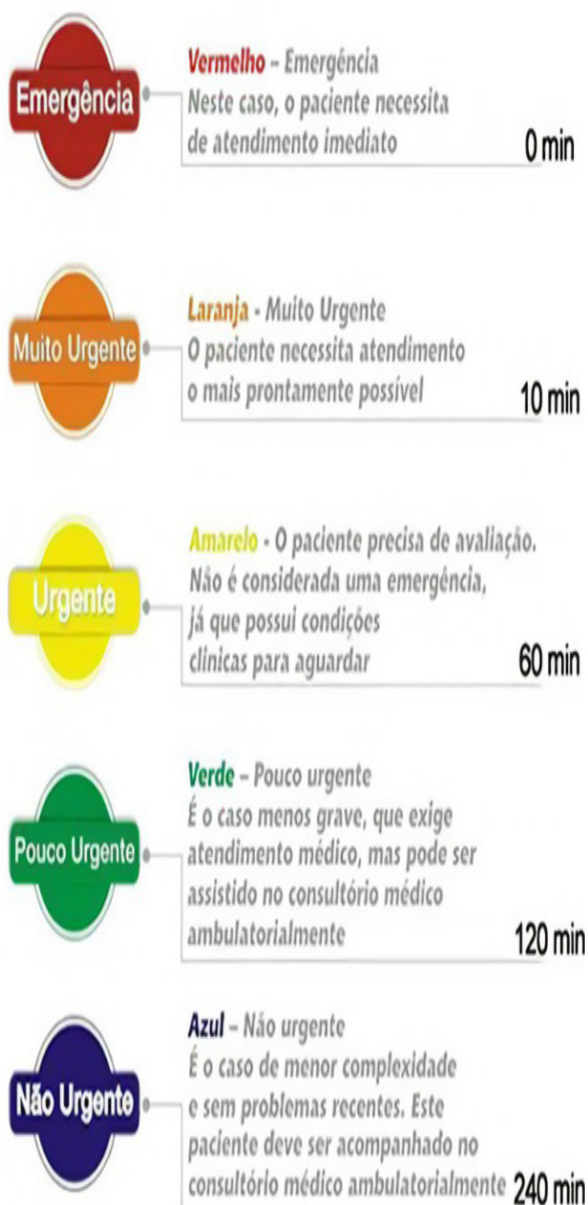 Emergência
Vermelho – Emergência
Neste caso, o paciente necessita
de atendimento imediato
0 min
Muito Urgente
Laranja - Muito Urgente
O paciente necessita atendimento
o mais prontamente possível
10 min
Urgente
Amarelo - O paciente precisa de avaliação.
Não é considerada uma emergência,
já que possui condições
clinicas para aguardar
60 min
Pouco Urgente
Verde – Pouco urgente
É o caso menos grave, que exige
atendimento médico, mas pode ser
assistido no consultório médico
ambulatorialmente
120 min
Não Urgente
Azul – Não urgente
É o caso de menor complexidade
e sem problemas recentes. Este
paciente deve ser acompanhado no
consultório médico ambulatorialmente
240 min